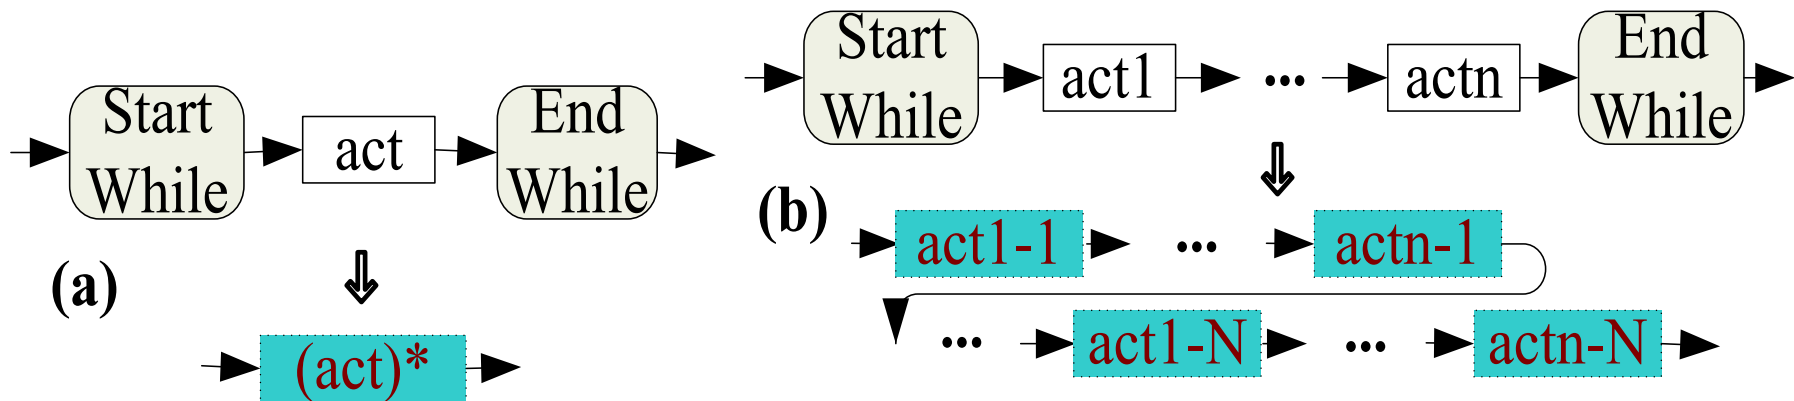 Start
While
act
End
While
(a)
(act)*
Start
While
act1
...
actn
End
While
(b)
act1-1
...
actn-1
...
act1-N
...
actn-N